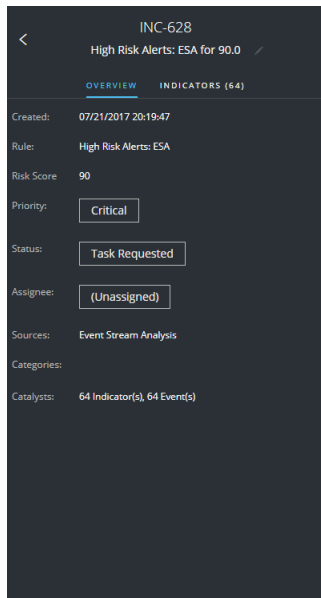 INC-628
High Risk Alerts: ESA for 90.0
OVERVIEW INDICATORS (64)
Created: 07/21/2017 20:19:47
Rule: High Risk Alerts: ESA
Risk Score 90
Priority: Critical
Status: Task Requested
Assignee: (Unassigned)
Sources: Event Stream Analysis
Categories:
Catalysts: 64 Indicator(s), 64 Event(s)